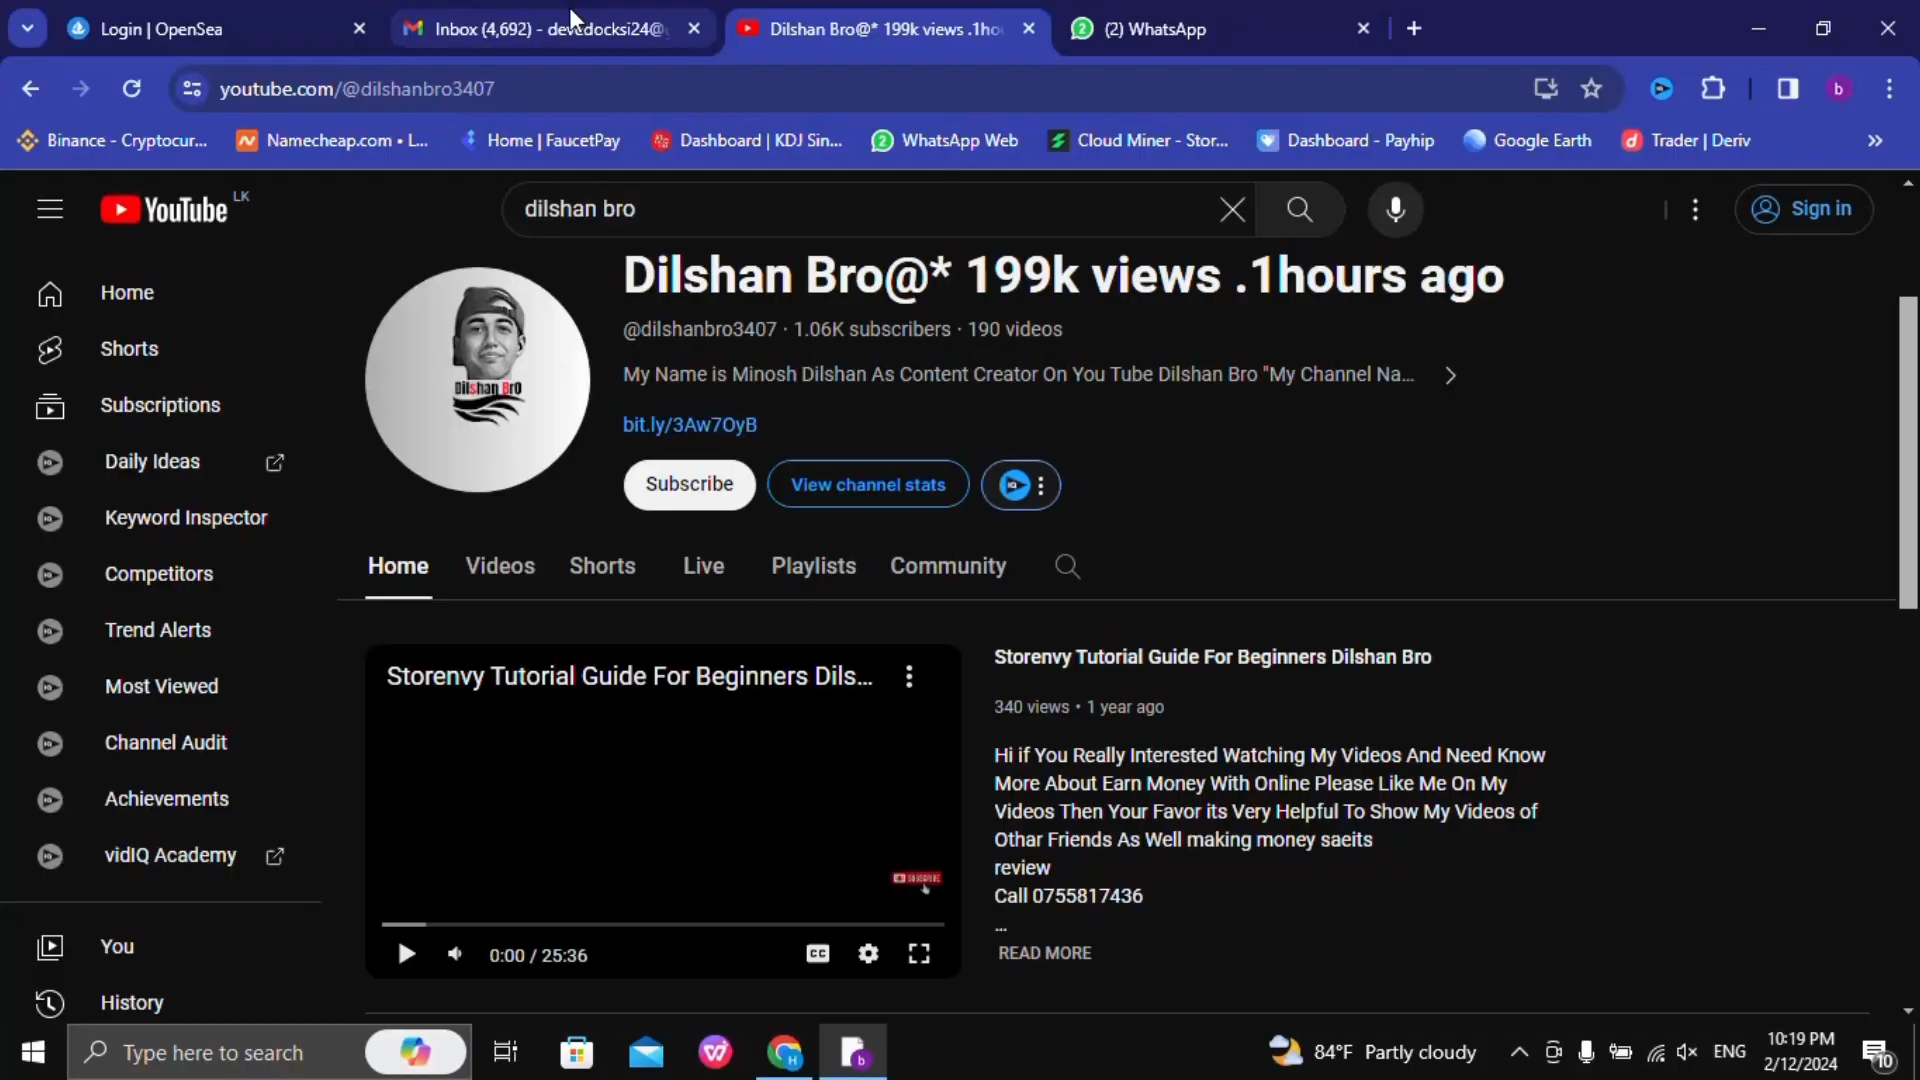 Login | OpenSea
Inbox (4,692) -
Dilshan Bro@* 199k views .1ho
(2) WhatsApp
youtube.com/@dilshanbro3407
b
Binance - Cryptocur...
Namecheap.com • L...
Home | FaucetPay
Dashboard | KDJ Sin...
WhatsApp Web
Cloud Miner - Stor...
Dashboard - Payhip
Google Earth
Trader | Deriv
YouTube LK
dilshan bro
Sign in
Home
Shorts
Subscriptions
Daily Ideas
Keyword Inspector
Competitors
Trend Alerts
Most Viewed
Channel Audit
Achievements
vidIQ Academy
You
History
Dilshan BrO
Dilshan Bro@* 199k views .1hours ago
@dilshanbro3407 · 1.06K subscribers · 190 videos
My Name is Minosh Dilshan As Content Creator On You Tube Dilshan Bro "My Channel Na...
bit.ly/3Aw7OyB
Subscribe
View channel stats
Home
Videos
Shorts
Live
Playlists
Community
Storenvy Tutorial Guide For Beginners Dils...
SUBSCRIBE
0:00 / 25:36
CC
Storenvy Tutorial Guide For Beginners Dilshan Bro
340 views • 1 year ago
Hi if You Really Interested Watching My Videos And Need Know
More About Earn Money With Online Please Like Me On My
Videos Then Your Favor its Very Helpful To Show My Videos of
Othar Friends As Well making money saeits
review
Call 0755817436
...
READ MORE
Type here to search
84°F Partly cloudy
ENG
10:19 PM
2/12/2024
10